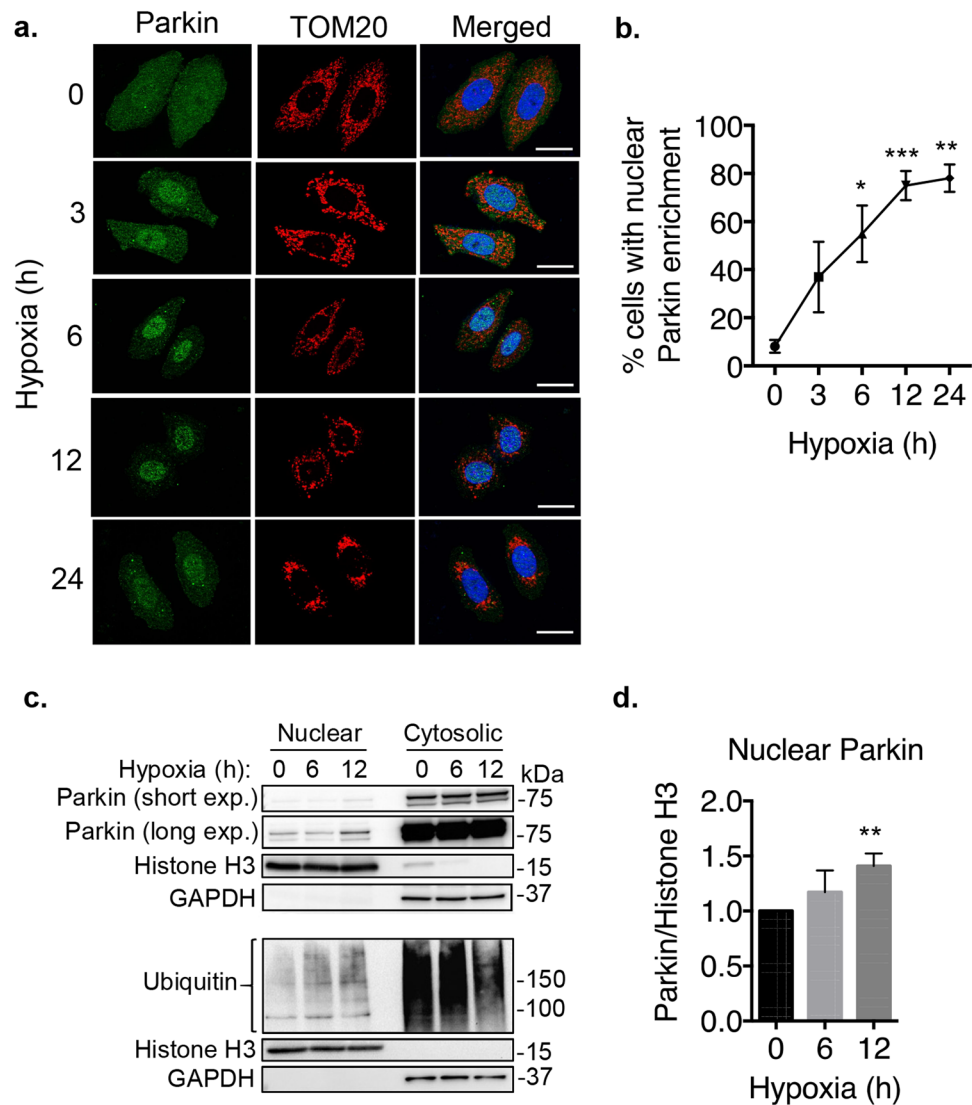 a.
Parkin TOM20 Merged
Hypoxia (h)
0
3
6
12
24
b.
% cells with nuclear
Parkin enrichment
100
80
60
40
20
0
* *** **
0 3 6 12 24
Hypoxia (h)
c.
Nuclear Cytosolic
Hypoxia (h): 0 6 12 0 6 12 kDa
Parkin (short exp.) -75
Parkin (long exp.) -75
Histone H3 -15
GAPDH -37
Ubiquitin -150
-100
Histone H3 -15
GAPDH -37
d.
Nuclear Parkin
Parkin/Histone H3
2.0
1.5
1.0
0.5
0.0
**
0 6 12
Hypoxia (h)